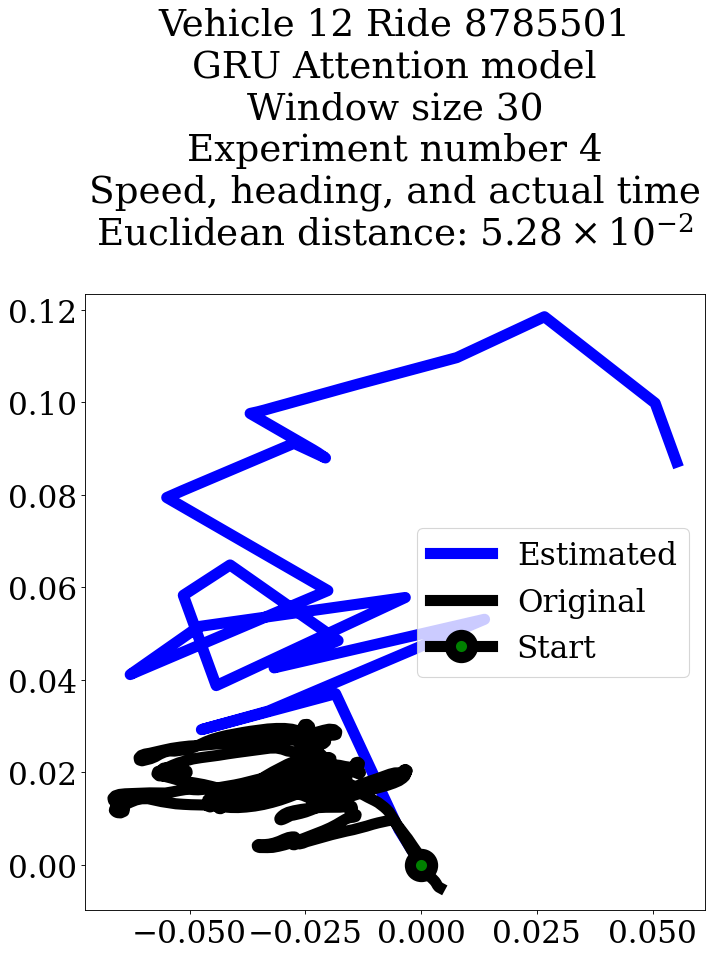 Vehicle 12 Ride 8785501
GRU Attention model
Window size 30
Experiment number 4
Speed, heading, and actual time
Euclidean distance: 5.28 × 10⁻²
0.12
0.10
0.08
0.06
0.04
0.02
0.00
Estimated
Original
Start
−0.050 −0.025 0.000 0.025 0.050